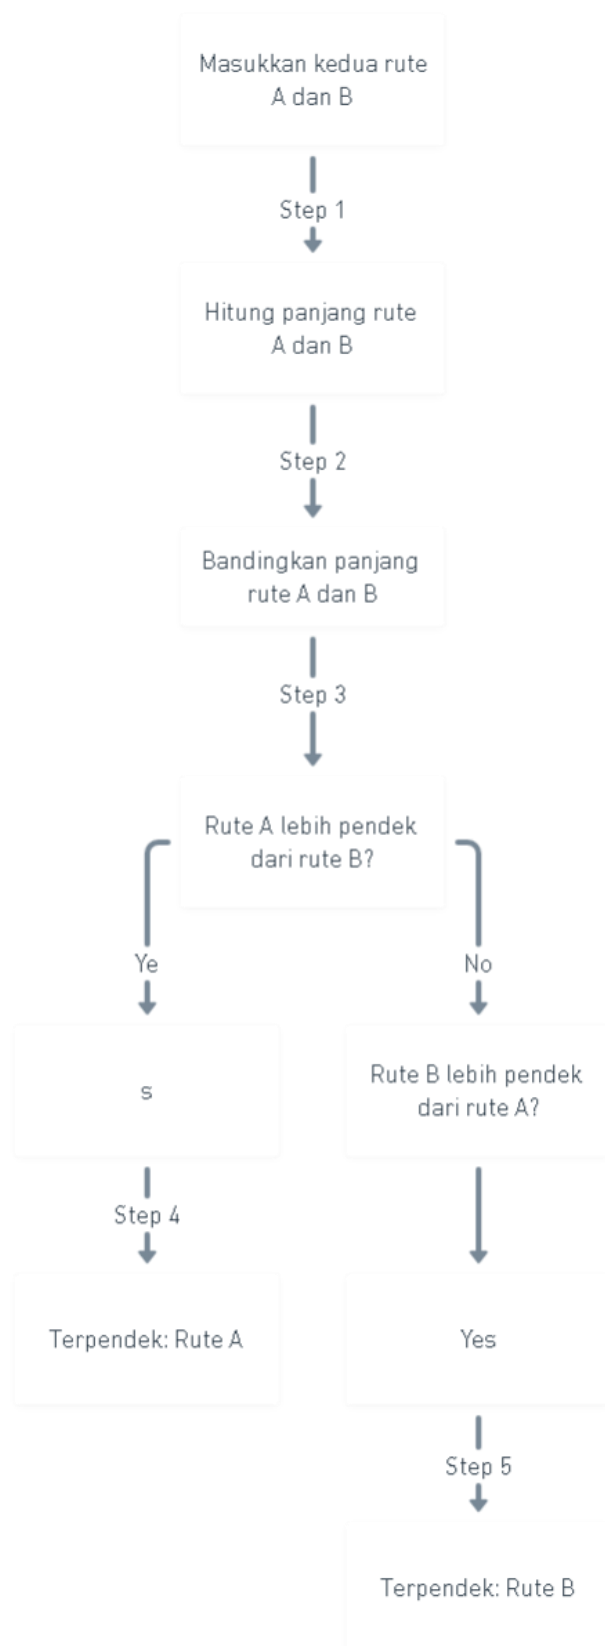 Masukkan kedua rute
A dan B
Step 1
Hitung panjang rute
A dan B
Step 2
Bandingkan panjang
rute A dan B
Step 3
Rute A lebih pendek
dari rute B?
Ye
No
s
Rute B lebih pendek
dari rute A?
Step 4
Terpendek: Rute A
Yes
Step 5
Terpendek: Rute B